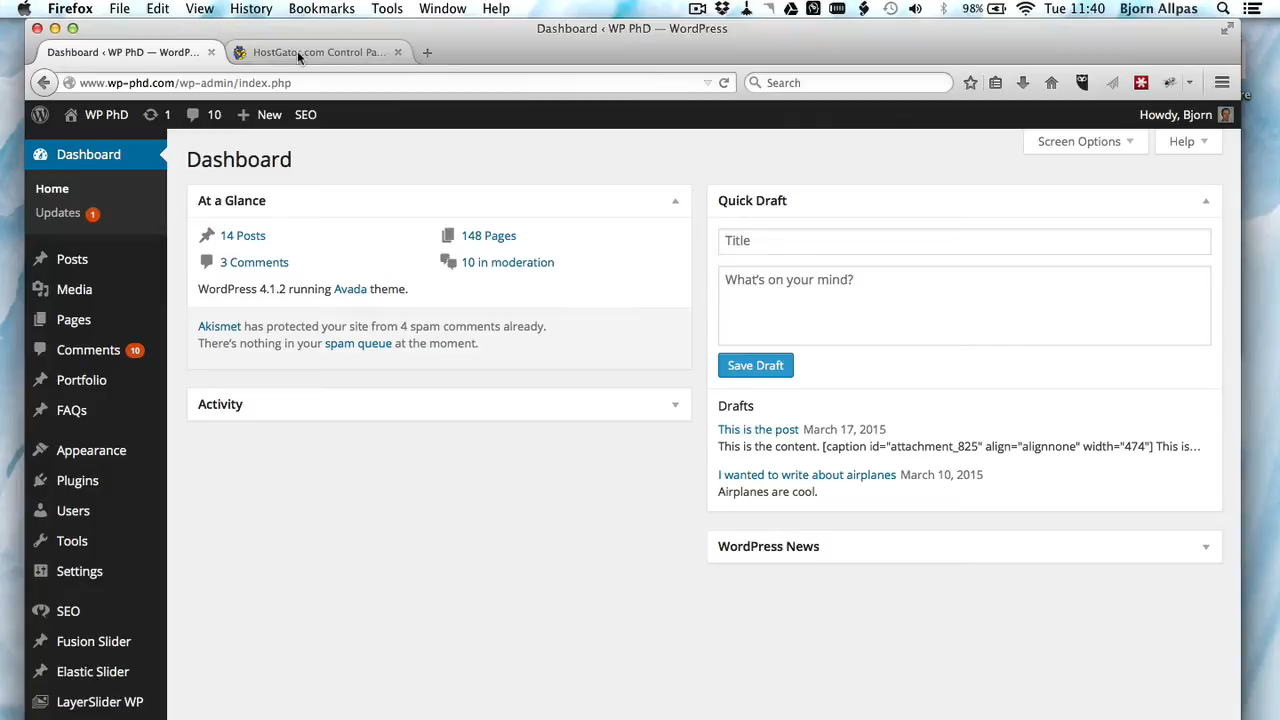 Firefox File Edit View History Bookmarks Tools Window Help 98% Tue 11:40 Bjorn Allpas
Dashboard ‹ WP PhD — WordPress
Dashboard ‹ WP PhD — WordP... HostGator.com Control Pa...
www.wp-phd.com/wp-admin/index.php Search
WP PhD 1 10 New SEO Howdy, Bjorn
Screen Options Help
Dashboard
Home
Updates 1
Posts
Media
Pages
Comments 10
Portfolio
FAQs
Appearance
Plugins
Users
Tools
Settings
SEO
Fusion Slider
Elastic Slider
LayerSlider WP
Dashboard
At a Glance
14 Posts 148 Pages
3 Comments 10 in moderation
WordPress 4.1.2 running Avada theme.
Akismet has protected your site from 4 spam comments already.
There's nothing in your spam queue at the moment.
Activity
Quick Draft
Title
What's on your mind?
Save Draft
Drafts
This is the post March 17, 2015
This is the content. [caption id="attachment_825" align="alignnone" width="474"] This is…
I wanted to write about airplanes March 10, 2015
Airplanes are cool.
WordPress News